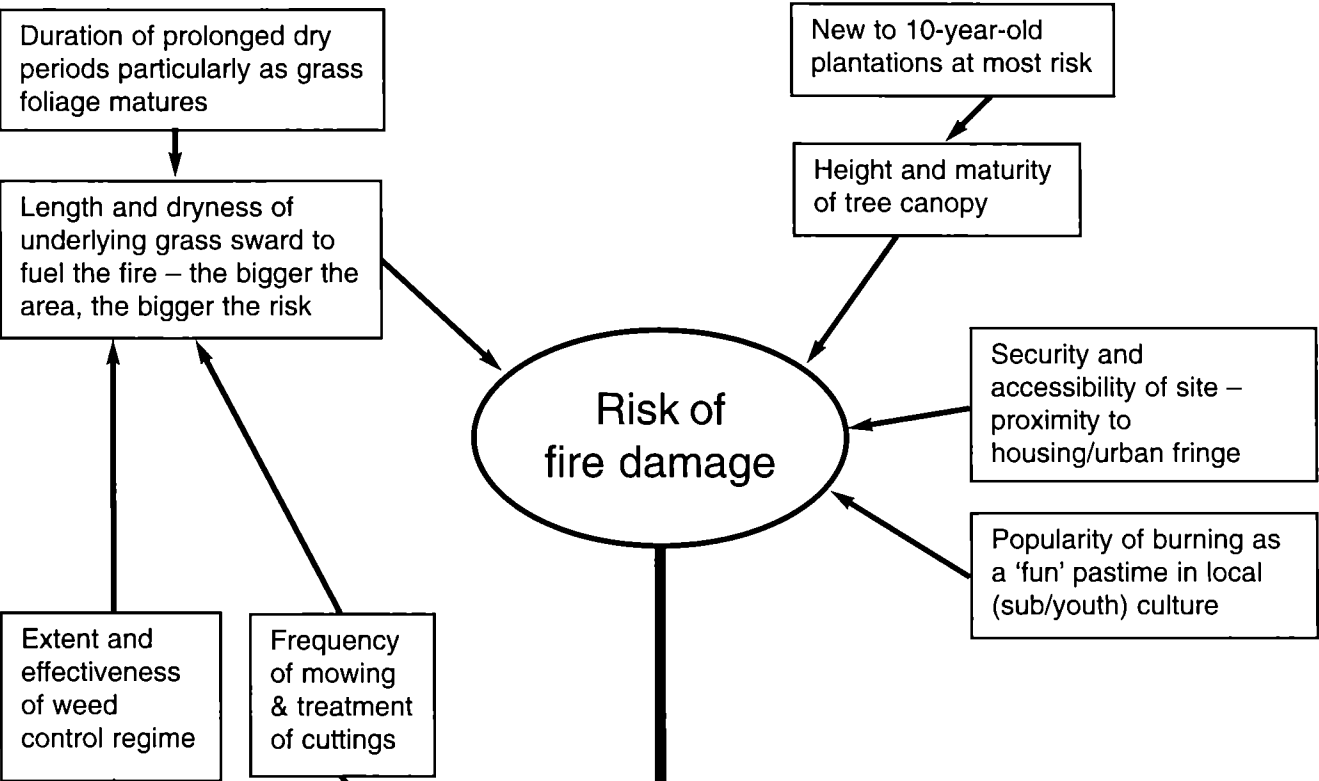 Duration of prolonged dry
periods particularly as grass
foliage matures
New to 10-year-old
plantations at most risk
Length and dryness of
underlying grass sward to
fuel the fire – the bigger the
area, the bigger the risk
Height and maturity
of tree canopy
Risk of
fire damage
Security and
accessibility of site –
proximity to
housing/urban fringe
Popularity of burning as
a ‘fun’ pastime in local
(sub/youth) culture
Extent and
effectiveness
of weed
control regime
Frequency
of mowing
& treatment
of cuttings